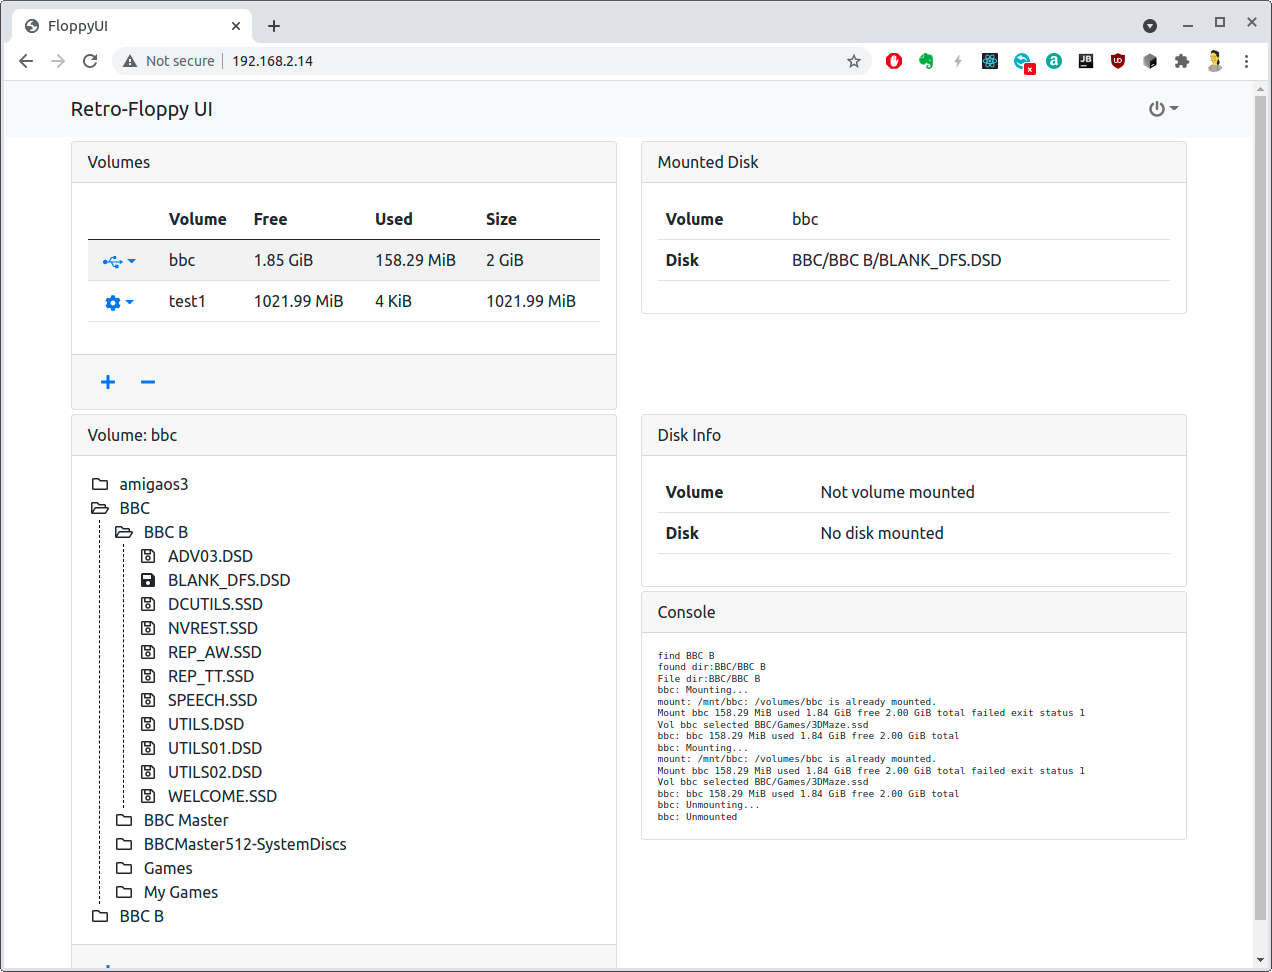 FloppyUI
Not secure
192.168.2.14
JB
UD
Retro-Floppy UI
Volumes
Volume Free Used Size
bbc 1.85 GiB 158.29 MiB 2 GiB
test1 1021.99 MiB 4 KiB 1021.99 MiB
Mounted Disk
Volume bbc
Disk BBC/BBC B/BLANK_DFS.DSD
Volume: bbc
amigaos3
BBC
BBC B
ADV03.DSD
BLANK_DFS.DSD
DCUTILS.SSD
NVREST.SSD
REP_AW.SSD
REP_TT.SSD
SPEECH.SSD
UTILS.DSD
UTILS01.DSD
UTILS02.DSD
WELCOME.SSD
BBC Master
BBCMaster512-SystemDiscs
Games
My Games
BBC B
Disk Info
Volume Not volume mounted
Disk No disk mounted
Console
find BBC B
found dir:BBC/BBC B
File dir:BBC/BBC B
bbc: Mounting...
mount: /mnt/bbc: /volumes/bbc is already mounted.
Mount bbc 158.29 MiB used 1.84 GiB free 2.00 GiB total failed exit status 1
Vol bbc selected BBC/Games/3DMaze.ssd
bbc: bbc 158.29 MiB used 1.84 GiB free 2.00 GiB total
bbc: Mounting...
mount: /mnt/bbc: /volumes/bbc is already mounted.
Mount bbc 158.29 MiB used 1.84 GiB free 2.00 GiB total failed exit status 1
Vol bbc selected BBC/Games/3DMaze.ssd
bbc: bbc 158.29 MiB used 1.84 GiB free 2.00 GiB total
bbc: Unmounting...
bbc: Unmounted